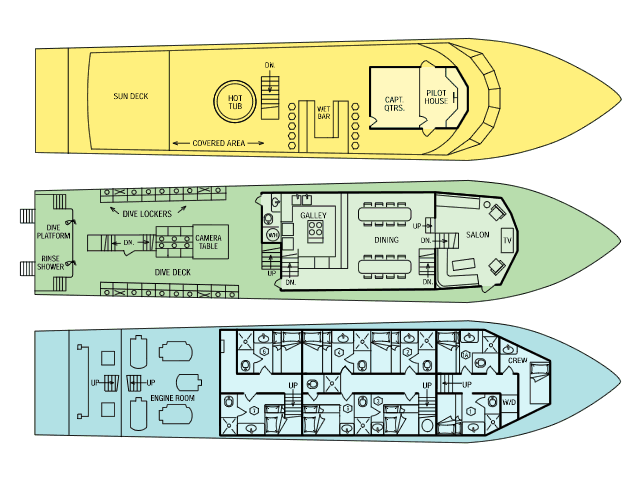 DN.
SUN DECK
HOT
TUB
WET
BAR
CAPT.
QTRS.
PILOT
HOUSE
COVERED AREA
DIVE LOCKERS
DIVE
PLATFORM
RINSE
SHOWER
DN.
CAMERA
TABLE
DIVE DECK
WH
UP
GALLEY
DN.
DINING
UP
DN.
DN.
SALON
TV
UP
UP
ENGINE ROOM
UP
UP
UP
CREW
W/D